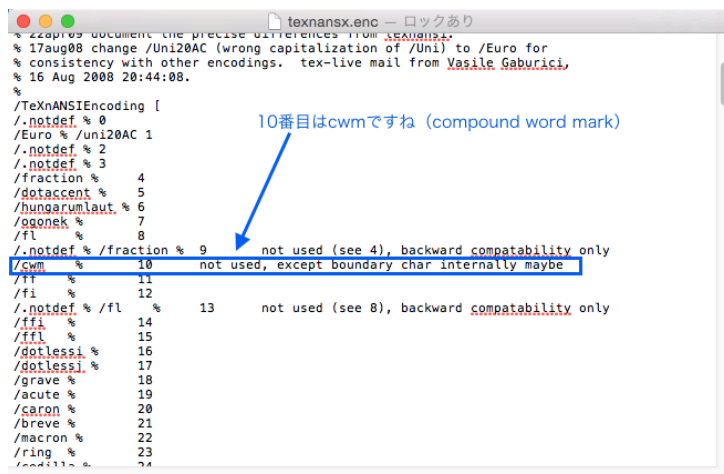 texnansx.enc — ロックあり
% 22apr09 document the precise differences from texnansi.
% 17aug08 change /Uni20AC (wrong capitalization of /Uni) to /Euro for
% consistency with other encodings.  tex-live mail from Vasile Gaburici,
% 16 Aug 2008 20:44:08.
%
/TeXnANSIEncoding [
/.notdef % 0
10番目はcwmですね（compound word mark）
/Euro % /uni20AC 1
/.notdef % 2
/.notdef % 3
/fraction %     4
/dotaccent %    5
/hungarumlaut % 6
/ogonek %       7
/fl     %       8
/.notdef % /fraction %  9       not used (see 4), backward compatability only
/cwm    %       10      not used, except boundary char internally maybe
/ff     %       11
/fi     %       12
/.notdef % /fl    %     13      not used (see 8), backward compatability only
/ffi    %       14
/ffl    %       15
/dotlessi %     16
/dotlessj %     17
/grave %        18
/acute %        19
/caron %        20
/breve %        21
/macron %       22
/ring   %       23
/cedilla %      24